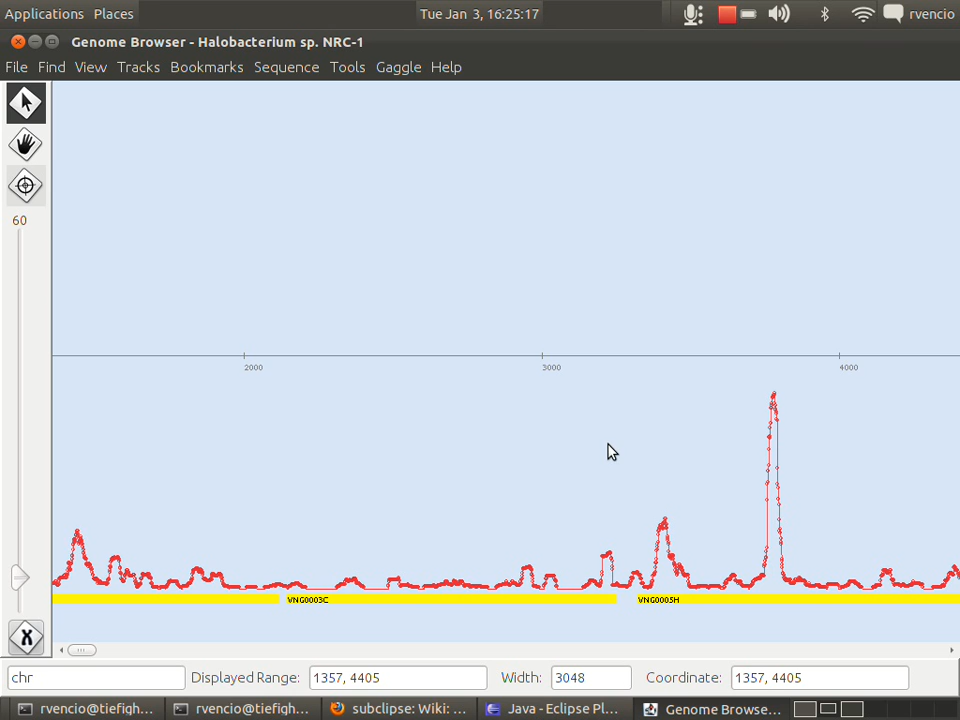 Applications Places Tue Jan 3, 16:25:17 rvencio
Genome Browser - Halobacterium sp. NRC-1
File Find View Tracks Bookmarks Sequence Tools Gaggle Help
60
2000 3000 4000
VNG0003C VNG0005H
chr Displayed Range: 1357, 4405 Width: 3048 Coordinate: 1357, 4405
rvencio@tiefigh... rvencio@tiefigh... subclipse: Wiki: ... Java - Eclipse Pl... Genome Browse...